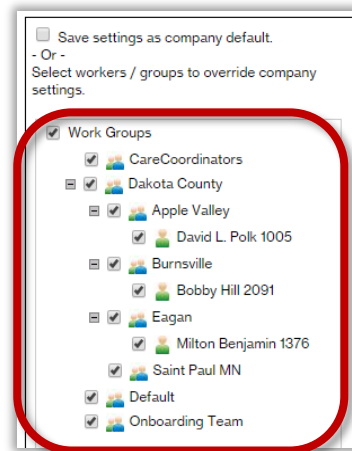 Save settings as company default.
- Or -
Select workers / groups to override company
settings.
Work Groups
CareCoordinators
Dakota County
Apple Valley
David L. Polk 1005
Burnsville
Bobby Hill 2091
Eagan
Milton Benjamin 1376
Saint Paul MN
Default
Onboarding Team